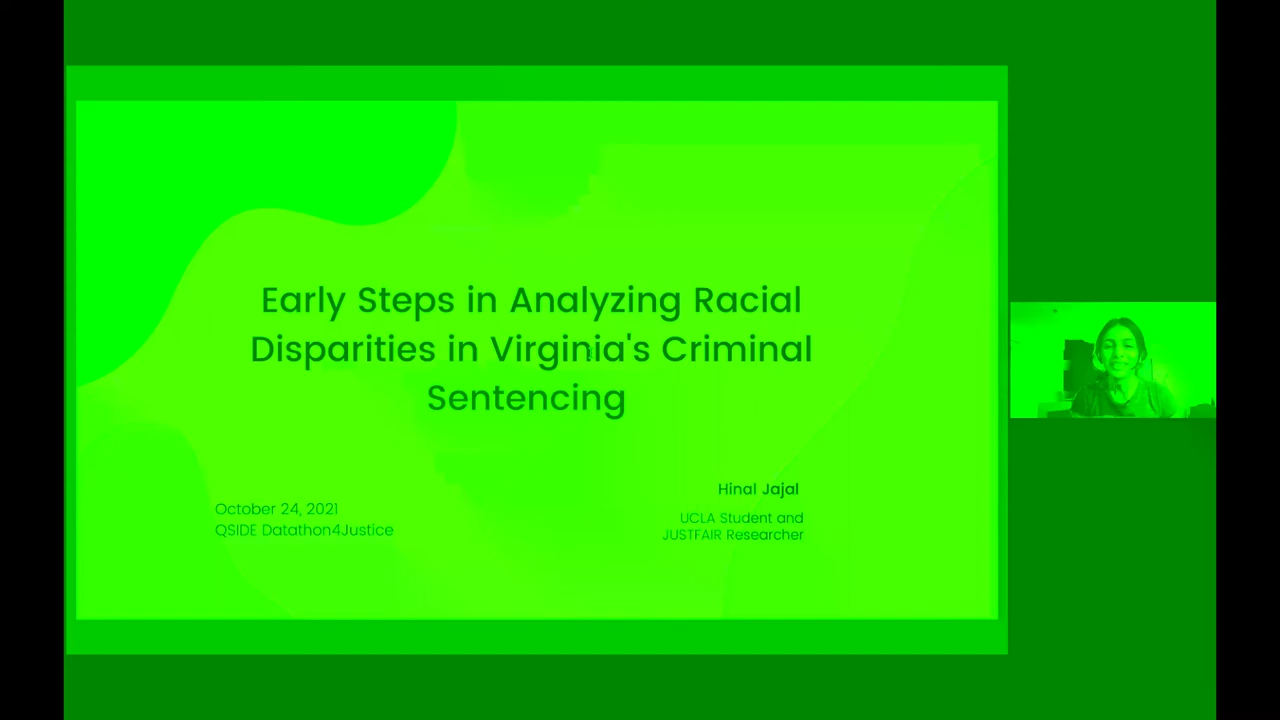 Early Steps in Analyzing Racial
Disparities in Virginia's Criminal
Sentencing
October 24, 2021
QSIDE Datathon4Justice
Hinal Jajal
UCLA Student and
JUSTFAIR Researcher